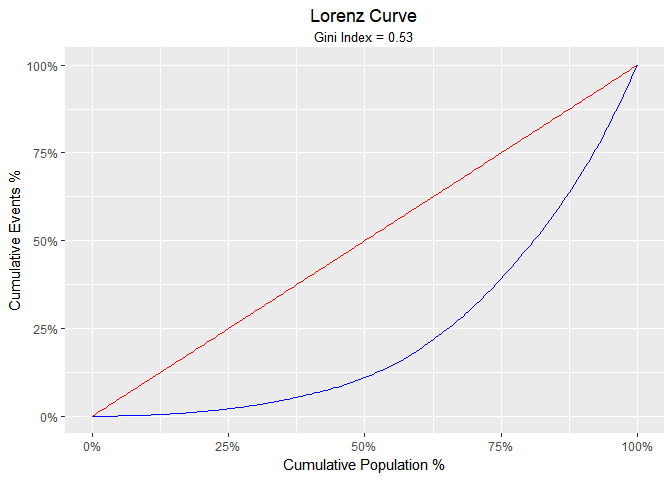 Lorenz Curve
Gini Index = 0.53
100%
75%
50%
25%
0%
Cumulative Events %
0% 25% 50% 75% 100%
Cumulative Population %